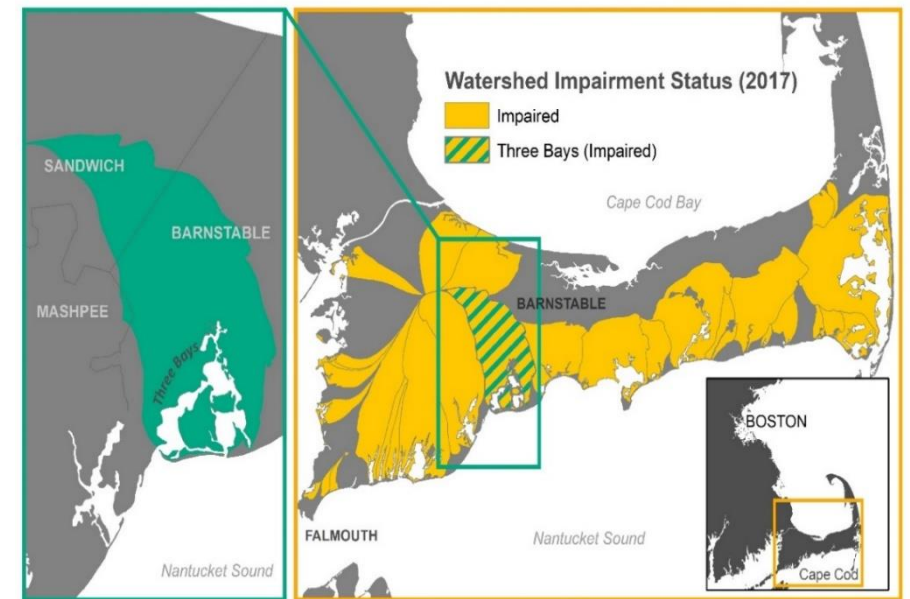 SANDWICH
BARNSTABLE
MASHPEE
Three Bays
Nantucket Sound
Watershed Impairment Status (2017)
Impaired
Three Bays (Impaired)
Cape Cod Bay
BARNSTABLE
FALMOUTH
Nantucket Sound
BOSTON
Cape Cod